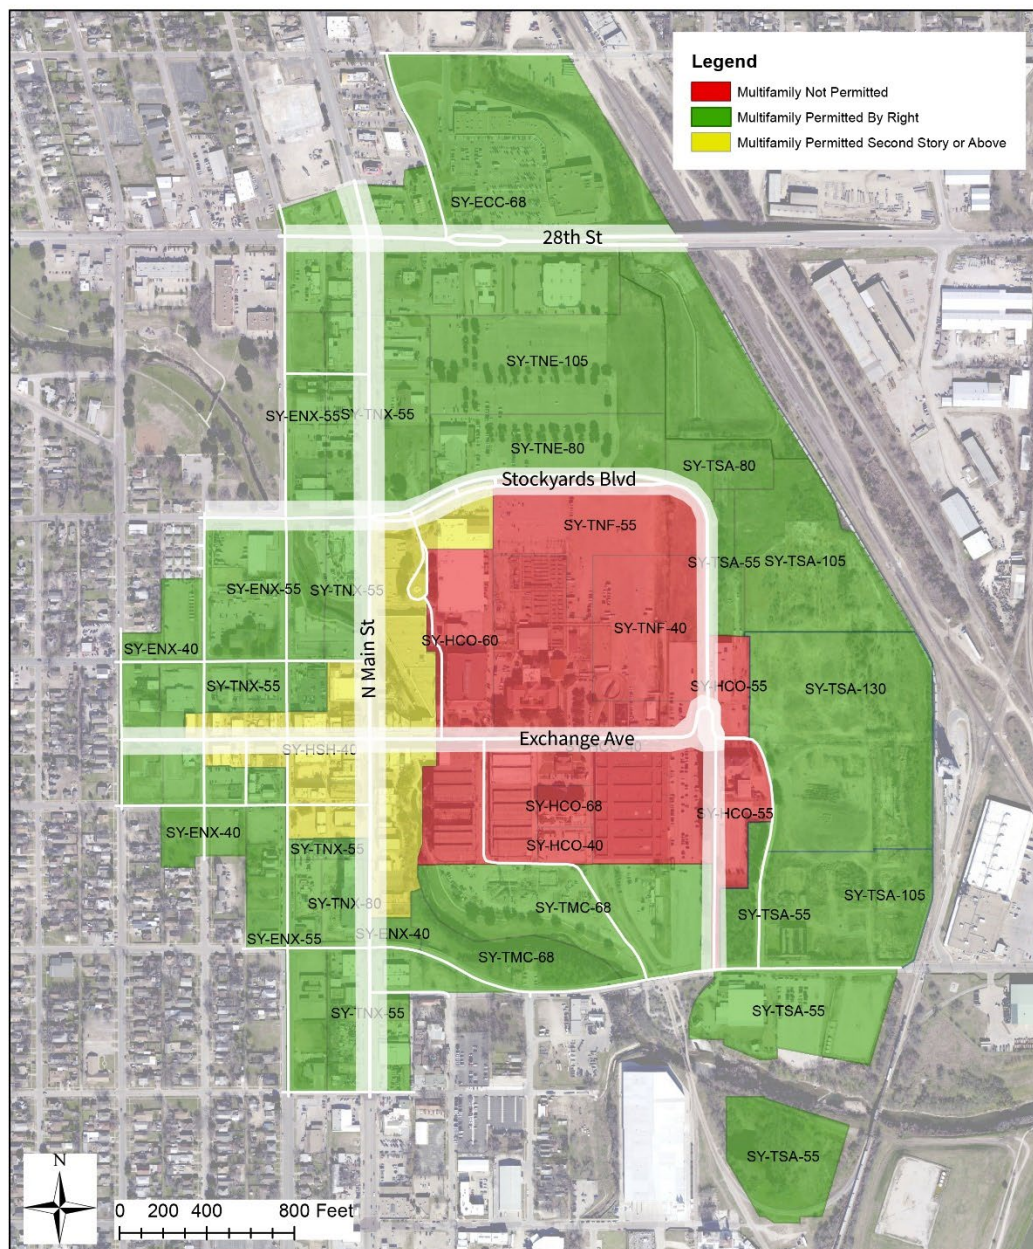 Legend
Multifamily Not Permitted
Multifamily Permitted By Right
Multifamily Permitted Second Story or Above
SY-ECC-68
28th St
SY-TNE-105
SY-ENX-55
SY-TNX-55
SY-TNE-80
SY-TSA-80
Stockyards Blvd
SY-TNF-55
SY-TSA-55
SY-TSA-105
SY-ENX-55
SY-TNX-55
N Main St
SY-TNF-40
SY-HCO-60
SY-ENX-40
SY-TNX-55
SY-HCO-55
SY-TSA-130
Exchange Ave
SY-HSH-40
SY-HCO-40
SY-HCO-68
SY-HCO-55
SY-ENX-40
SY-TNX-55
SY-HCO-40
SY-TNX-80
SY-TMC-68
SY-TSA-55
SY-TSA-105
SY-ENX-55
SY-ENX-40
SY-TMC-68
SY-TNX-55
SY-TSA-55
SY-TSA-55
N
0 200 400 800 Feet